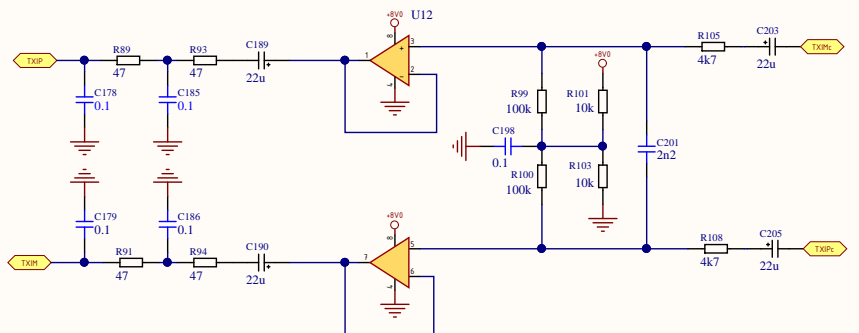 +8V0
U12
C203
R105
TXIMc
4k7
22u
C189
R89
R93
TXIP
47
47
22u
1
8
3
2
4
+
−
+8V0
C178
0.1
C185
0.1
R99
100k
R101
10k
C198
0.1
C201
2n2
R100
100k
R103
10k
C179
0.1
C186
0.1
+8V0
C190
R91
R94
TXIM
47
47
22u
7
8
5
6
4
R108
C205
TXIPc
4k7
22u